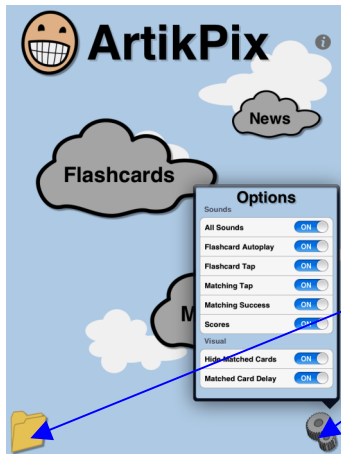 ArtikPix
News
Flashcards
M
Options
Sounds
All Sounds ON
Flashcard Autoplay ON
Flashcard Tap ON
Matching Tap ON
Matching Success ON
Scores ON
Visual
Hide Matched Cards ON
Matched Card Delay ON